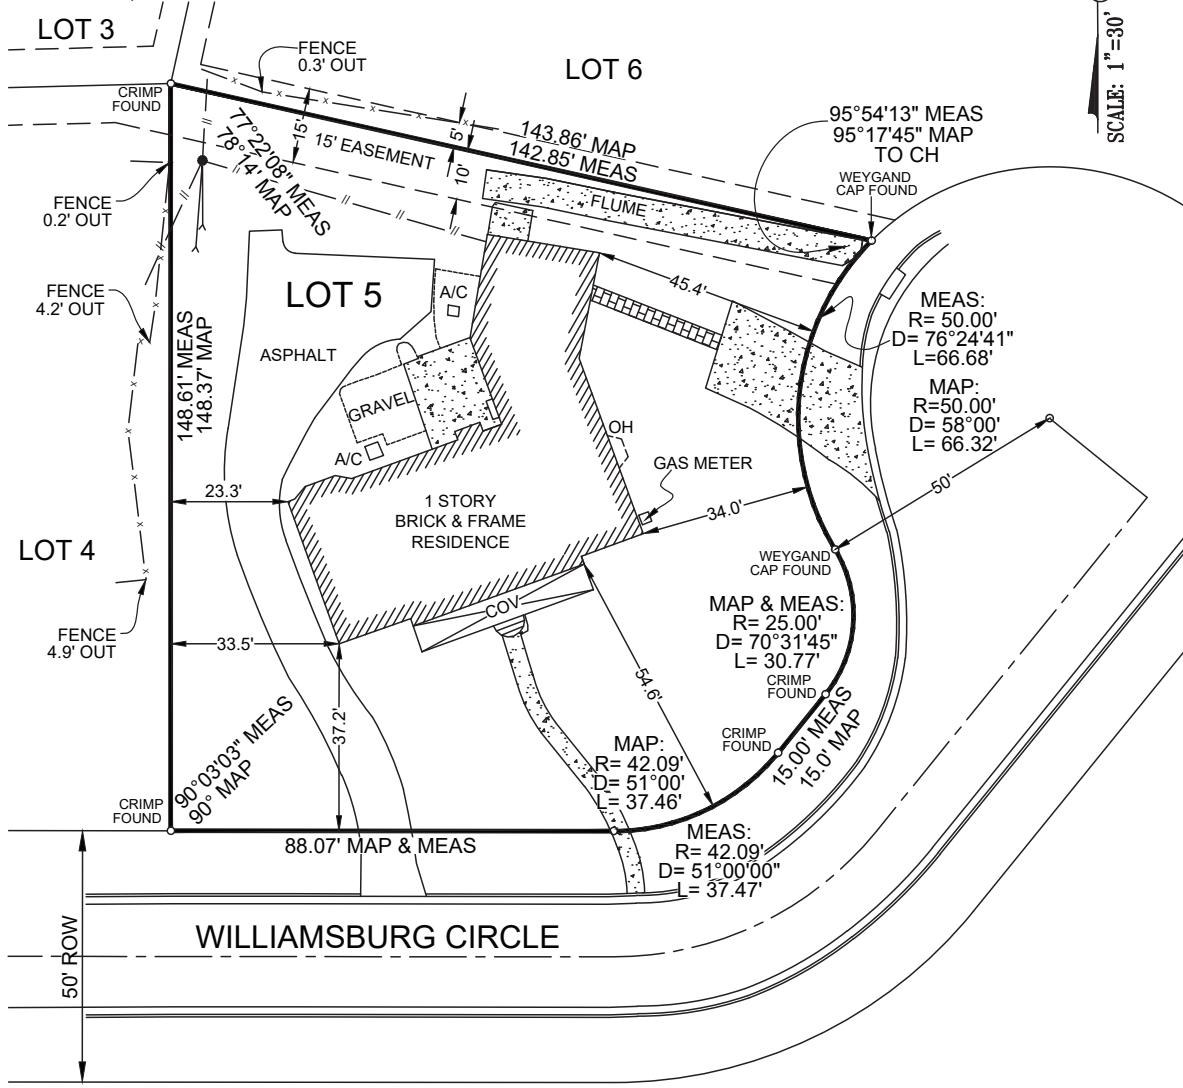 LOT 3
FENCE
0.3' OUT
LOT 6
SCALE: 1"=30'
CRIMP
FOUND
77°22'08" MEAS
78°14' MAP
15'
15' EASEMENT
5'
10'
143.86' MAP
142.85' MEAS
95°54'13" MEAS
95°17'45" MAP
TO CH
WEYGAND
CAP FOUND
FENCE
0.2' OUT
FLUME
FENCE
4.2' OUT
LOT 5
A/C
45.4'
MEAS:
R= 50.00'
D= 76°24'41"
L=66.68'
148.61' MEAS
148.37' MAP
ASPHALT
MAP:
R=50.00'
D= 58°00'
L= 66.32'
GRAVEL
OH
A/C
GAS METER
50'
23.3'
1 STORY
BRICK & FRAME
RESIDENCE
34.0'
LOT 4
WEYGAND
CAP FOUND
COV
MAP & MEAS:
R= 25.00'
D= 70°31'45"
L= 30.77'
FENCE
4.9' OUT
33.5'
54.6'
CRIMP
FOUND
37.2'
90°03'03" MEAS
90° MAP
CRIMP
FOUND
15.00' MEAS
15.0' MAP
MAP:
R= 42.09'
D= 51°00'
L= 37.46'
CRIMP
FOUND
88.07' MAP & MEAS
MEAS:
R= 42.09'
D= 51°00'00"
L= 37.47'
WILLIAMSBURG CIRCLE
50' ROW